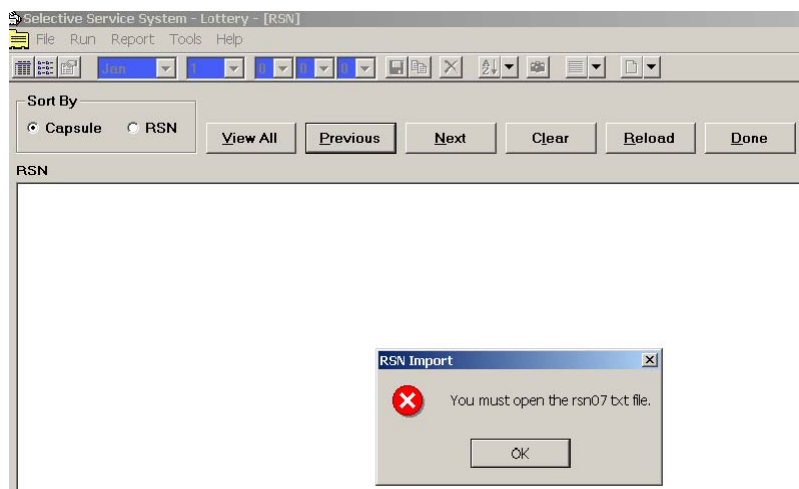 Selective Service System - Lottery - [RSN]
File Run Report Tools Help
Jan 1 0 0 0
Sort By
Capsule RSN View All Previous Next Clear Reload Done
RSN
RSN Import
You must open the rsn07 txt file.
OK